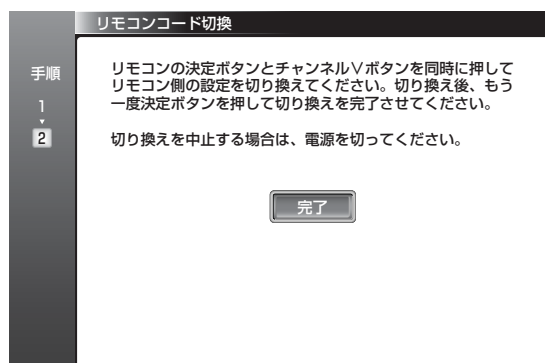 リモコンコード切換
手順
1
2
リモコンの決定ボタンとチャンネル∨ボタンを同時に押して
リモコン側の設定を切り換えてください。切り換え後、もう
一度決定ボタンを押して切り換えを完了させてください。
切り換えを中止する場合は、電源を切ってください。
完了